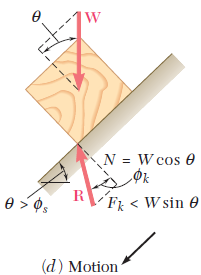 θ
W
N = W cos θ
ϕk
θ > ϕs
R
Fk < W sin θ
(d) Motion